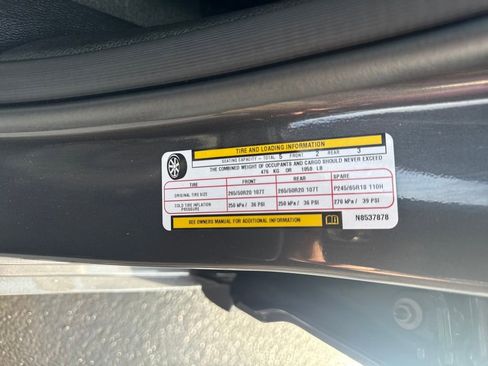 TIRE AND LOADING INFORMATION
SEATING CAPACITY - TOTAL 5 FRONT 2 REAR 3
THE COMBINED WEIGHT OF OCCUPANTS AND CARGO SHOULD NEVER EXCEED
476 KG OR 1050 LB
TIRE FRONT REAR SPARE
ORIGINAL TIRE SIZE 265/50R20 107T 265/50R20 107T P245/65R18 110H
COLD TIRE INFLATION PRESSURE 250 kPa / 36 PSI 250 kPa / 36 PSI 270 kPa / 39 PSI
SEE OWNERS MANUAL FOR ADDITIONAL INFORMATION N8537878